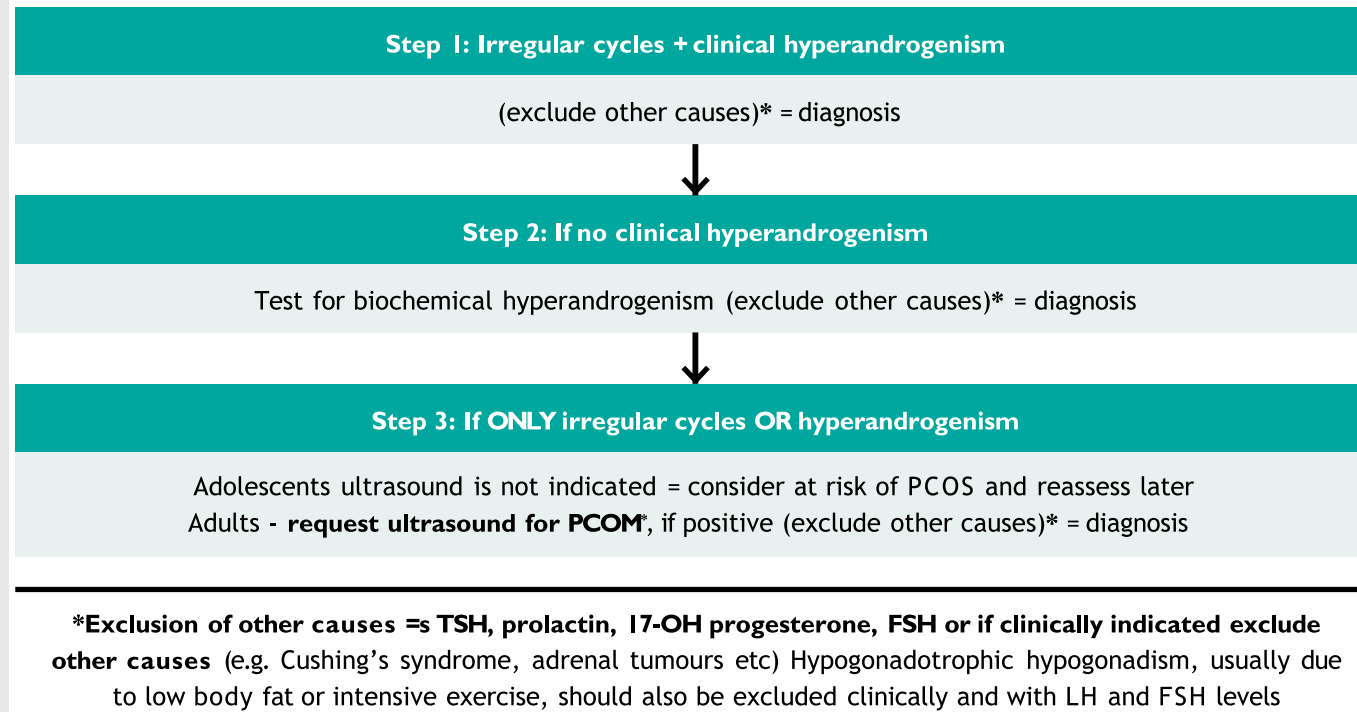 Step 1: Irregular cycles + clinical hyperandrogenism
(exclude other causes)* = diagnosis
Step 2: If no clinical hyperandrogenism
Test for biochemical hyperandrogenism (exclude other causes)* = diagnosis
Step 3: If ONLY irregular cycles OR hyperandrogenism
Adolescents ultrasound is not indicated = consider at risk of PCOS and reassess later
Adults - request ultrasound for PCOM*, if positive (exclude other causes)* = diagnosis
*Exclusion of other causes =s TSH, prolactin, 17-OH progesterone, FSH or if clinically indicated exclude
other causes (e.g. Cushing's syndrome, adrenal tumours etc) Hypogonadotrophic hypogonadism, usually due
to low body fat or intensive exercise, should also be excluded clinically and with LH and FSH levels